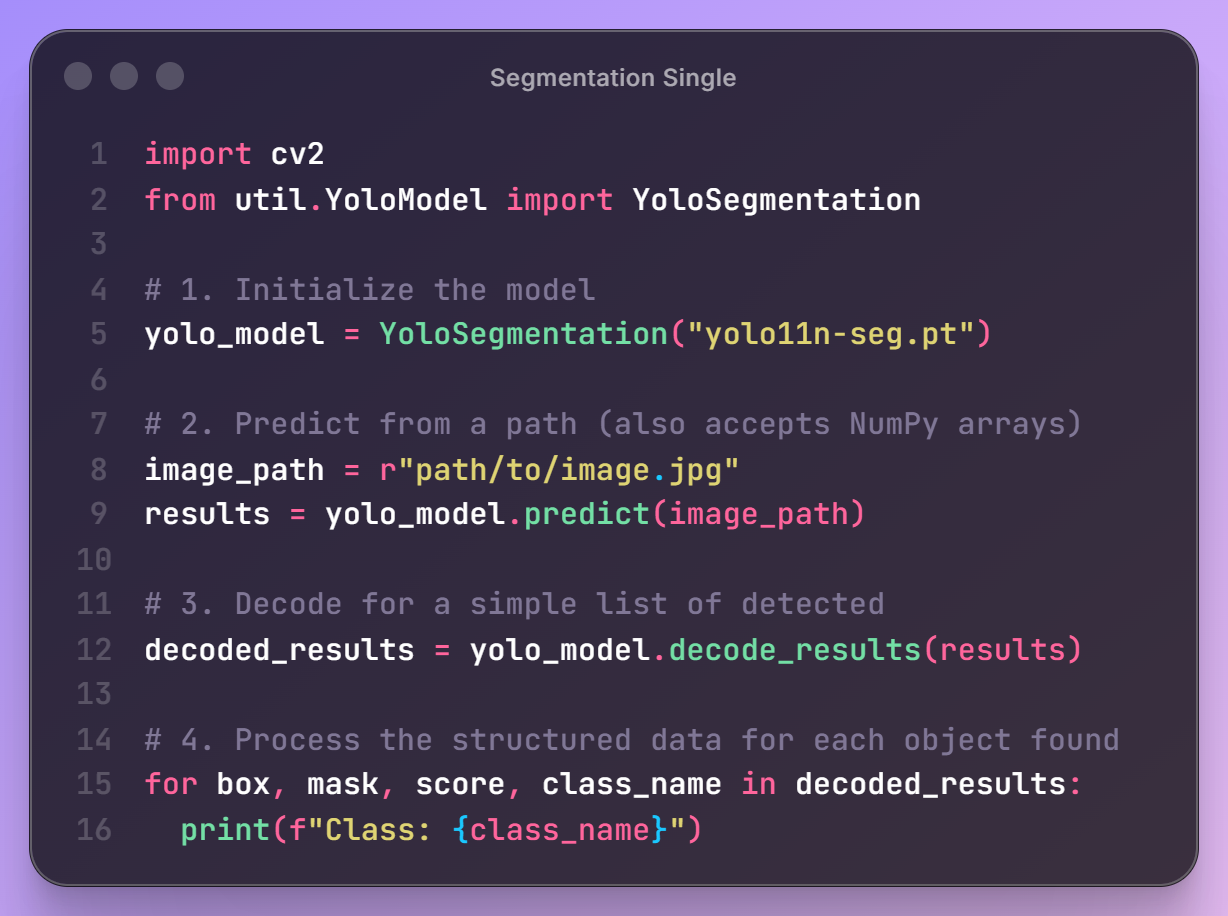 Segmentation Single
1 import cv2
2 from util.YoloModel import YoloSegmentation
3
4 # 1. Initialize the model
5 yolo_model = YoloSegmentation("yolo11n-seg.pt")
6
7 # 2. Predict from a path (also accepts NumPy arrays)
8 image_path = r"path/to/image.jpg"
9 results = yolo_model.predict(image_path)
10
11 # 3. Decode for a simple list of detected
12 decoded_results = yolo_model.decode_results(results)
13
14 # 4. Process the structured data for each object found
15 for box, mask, score, class_name in decoded_results:
16   print(f"Class: {class_name}")